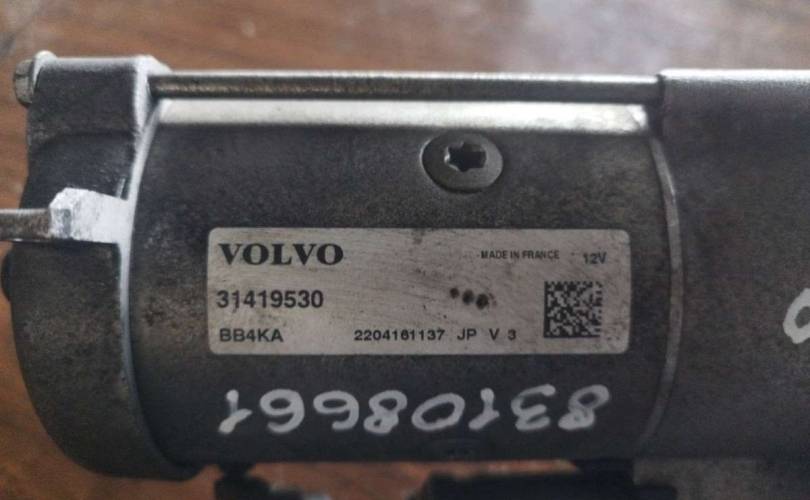 VOLVO MADE IN FRANCE 12V
31419530
BB4KA 2204161137 JP V 3
83108661